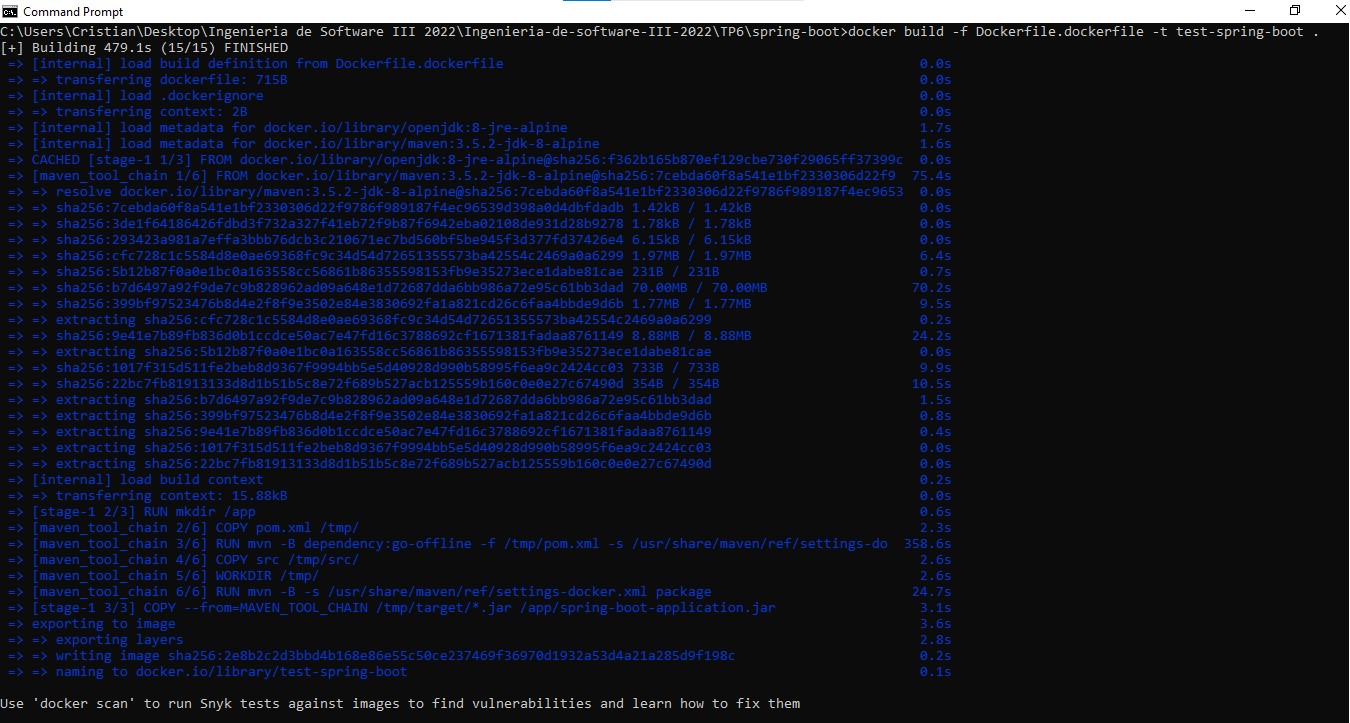 Command Prompt
C:\Users\Cristian\Desktop\Ingenieria de Software III 2022\Ingenieria-de-software-III-2022\TP6\spring-boot>docker build -f Dockerfile.dockerfile -t test-spring-boot .
[+] Building 479.1s (15/15) FINISHED
=> [internal] load build definition from Dockerfile.dockerfile 0.0s
=> => transferring dockerfile: 715B 0.0s
=> [internal] load .dockerignore 0.0s
=> => transferring context: 2B 0.0s
=> [internal] load metadata for docker.io/library/openjdk:8-jre-alpine 1.7s
=> [internal] load metadata for docker.io/library/maven:3.5.2-jdk-8-alpine 1.6s
=> CACHED [stage-1 1/3] FROM docker.io/library/openjdk:8-jre-alpine@sha256:f362b165b870ef129cbe730f29065ff37399c 0.0s
=> [maven_tool_chain 1/6] FROM docker.io/library/maven:3.5.2-jdk-8-alpine@sha256:7cebda60f8a541e1bf2330306d22f9 75.4s
=> => resolve docker.io/library/maven:3.5.2-jdk-8-alpine@sha256:7cebda60f8a541e1bf2330306d22f9786f989187f4ec9653 0.0s
=> => sha256:7cebda60f8a541e1bf2330306d22f9786f989187f4ec96539d398a0d4dbfdadb 1.42kB / 1.42kB 0.0s
=> => sha256:3de1f64186426fdbd3f732a327f41eb72f9b87f6942eba02108de931d28b9278 1.78kB / 1.78kB 0.0s
=> => sha256:293423a981a7effa3bbb76dcb3c210671ec7bd560bf5be945f3d377fd37426e4 6.15kB / 6.15kB 0.0s
=> => sha256:cfc728c1c5584d8e0ae69368fc9c34d54d72651355573ba42554c2469a0a6299 1.97MB / 1.97MB 6.4s
=> => sha256:5b12b87f0a0e1bc0a163558cc56861b86355598153fb9e35273ece1dabe81cae 231B / 231B 0.7s
=> => sha256:b7d6497a92f9de7c9b828962ad09a648e1d72687dda6bb986a72e95c61bb3dad 70.00MB / 70.00MB 70.2s
=> => sha256:399bf97523476b8d4e2f8f9e3502e84e3830692fa1a821cd26c6faa4bbde9d6b 1.77MB / 1.77MB 9.5s
=> => extracting sha256:cfc728c1c5584d8e0ae69368fc9c34d54d72651355573ba42554c2469a0a6299 0.2s
=> => sha256:9e41e7b89fb836d0b1ccdce50ac7e47fd16c3788692cf1671381fadaa8761149 8.88MB / 8.88MB 24.2s
=> => extracting sha256:5b12b87f0a0e1bc0a163558cc56861b86355598153fb9e35273ece1dabe81cae 0.0s
=> => sha256:1017f315d511fe2beb8d9367f9994bb5e5d40928d990b58995f6ea9c2424cc03 733B / 733B 9.9s
=> => sha256:22bc7fb81913133d8d1b51b5c8e72f689b527acb125559b160c0e0e27c67490d 354B / 354B 10.5s
=> => extracting sha256:b7d6497a92f9de7c9b828962ad09a648e1d72687dda6bb986a72e95c61bb3dad 1.5s
=> => extracting sha256:399bf97523476b8d4e2f8f9e3502e84e3830692fa1a821cd26c6faa4bbde9d6b 0.8s
=> => extracting sha256:9e41e7b89fb836d0b1ccdce50ac7e47fd16c3788692cf1671381fadaa8761149 0.4s
=> => extracting sha256:1017f315d511fe2beb8d9367f9994bb5e5d40928d990b58995f6ea9c2424cc03 0.0s
=> => extracting sha256:22bc7fb81913133d8d1b51b5c8e72f689b527acb125559b160c0e0e27c67490d 0.0s
=> [internal] load build context 0.2s
=> => transferring context: 15.88kB 0.0s
=> [stage-1 2/3] RUN mkdir /app 0.6s
=> [maven_tool_chain 2/6] COPY pom.xml /tmp/ 2.3s
=> [maven_tool_chain 3/6] RUN mvn -B dependency:go-offline -f /tmp/pom.xml -s /usr/share/maven/ref/settings-do 358.6s
=> [maven_tool_chain 4/6] COPY src /tmp/src/ 2.6s
=> [maven_tool_chain 5/6] WORKDIR /tmp/ 2.6s
=> [maven_tool_chain 6/6] RUN mvn -B -s /usr/share/maven/ref/settings-docker.xml package 24.7s
=> [stage-1 3/3] COPY --from=MAVEN_TOOL_CHAIN /tmp/target/*.jar /app/spring-boot-application.jar 3.1s
=> exporting to image 3.6s
=> => exporting layers 2.8s
=> => writing image sha256:2e8b2c2d3bbd4b168e86e55c50ce237469f36970d1932a53d4a21a285d9f198c 0.2s
=> => naming to docker.io/library/test-spring-boot 0.1s
Use 'docker scan' to run Snyk tests against images to find vulnerabilities and learn how to fix them